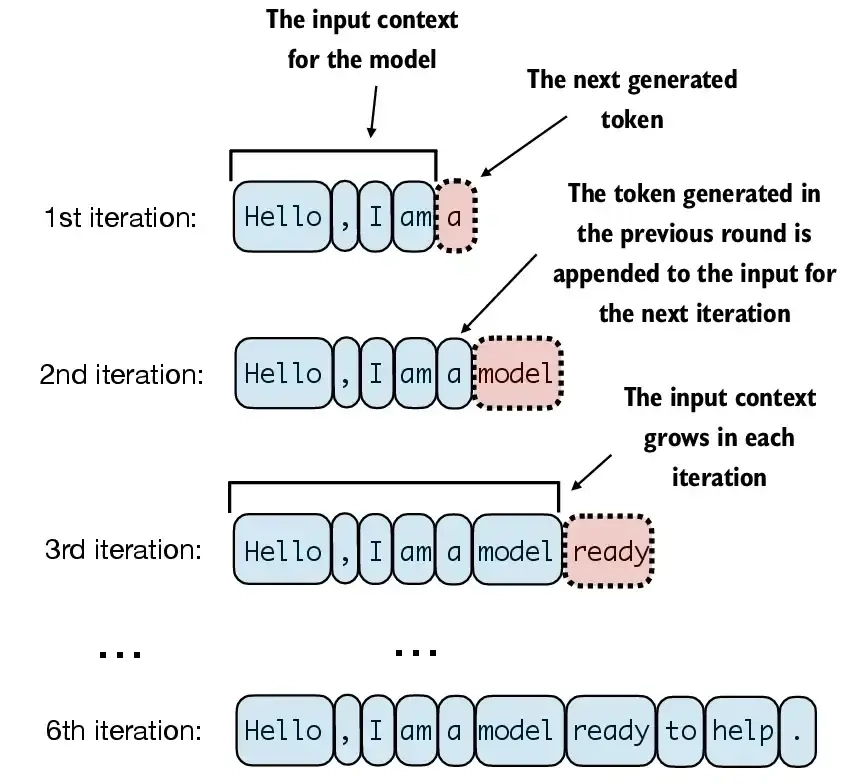 The input context
for the model
The next generated
token
1st iteration: Hello , I am a
The token generated in
the previous round is
appended to the input for
the next iteration
2nd iteration: Hello , I am a model
The input context
grows in each
iteration
3rd iteration: Hello , I am a model ready
... ...
6th iteration: Hello , I am a model ready to help .